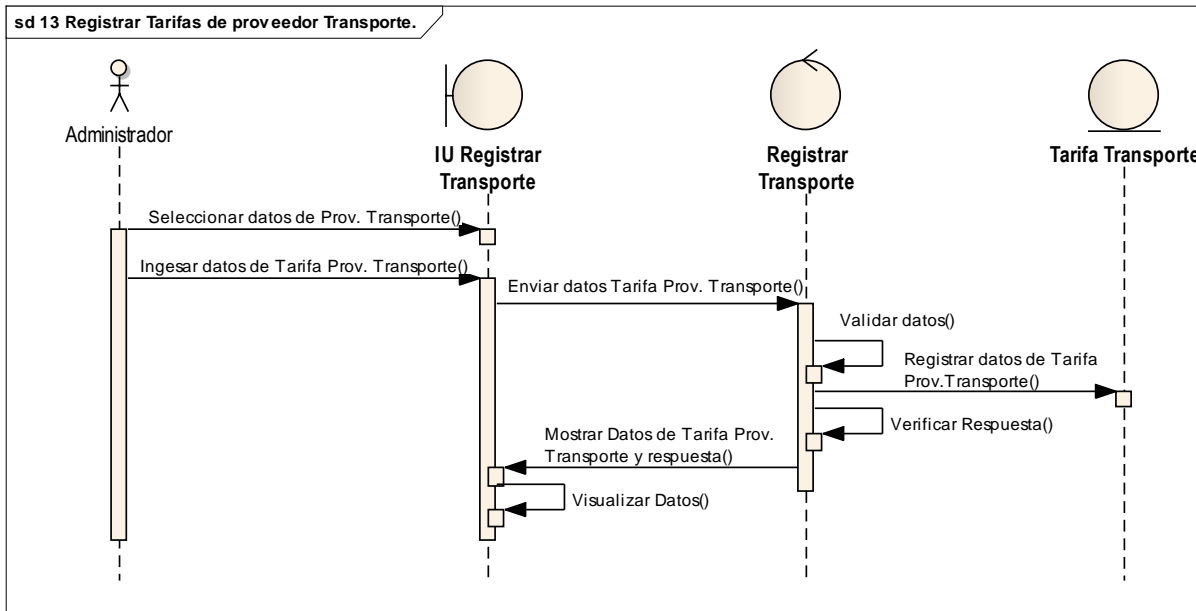 sd 13 Registrar Tarifas de proveedor Transporte.
Administrador
IU Registrar
Transporte
Registrar
Transporte
Tarifa Transporte
Seleccionar datos de Prov. Transporte()
Ingesar datos de Tarifa Prov. Transporte()
Enviar datos Tarifa Prov. Transporte()
Validar datos()
Registrar datos de Tarifa
Prov.Transporte()
Verificar Respuesta()
Mostrar Datos de Tarifa Prov.
Transporte y respuesta()
Visualizar Datos()